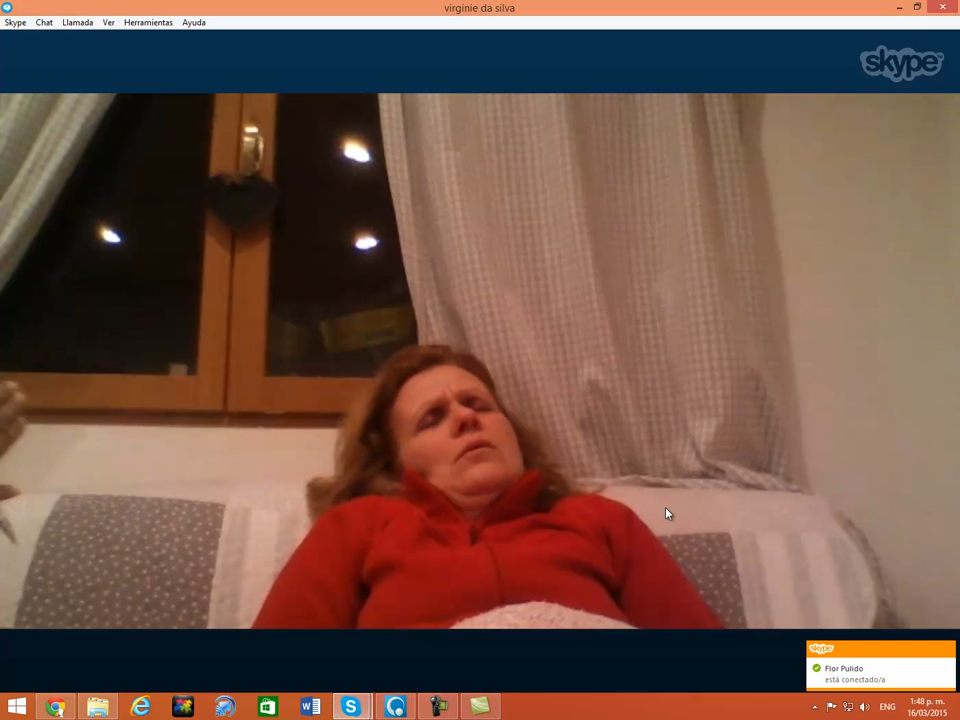 virginie da silva
Skype Chat Llamada Ver Herramientas Ayuda
skype
skype
Flor Pulido
está conectado/a
ENG
1:48 p. m.
16/03/2015